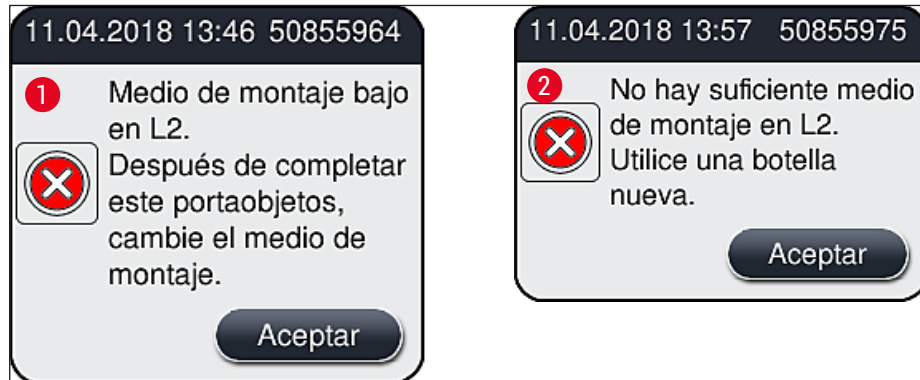 11.04.2018 13:46 50855964
1
Medio de montaje bajo
en L2.
Después de completar
este portaobjetos,
cambie el medio de
montaje.
Aceptar
11.04.2018 13:57 50855975
2
No hay suficiente medio
de montaje en L2.
Utilice una botella
nueva.
Aceptar